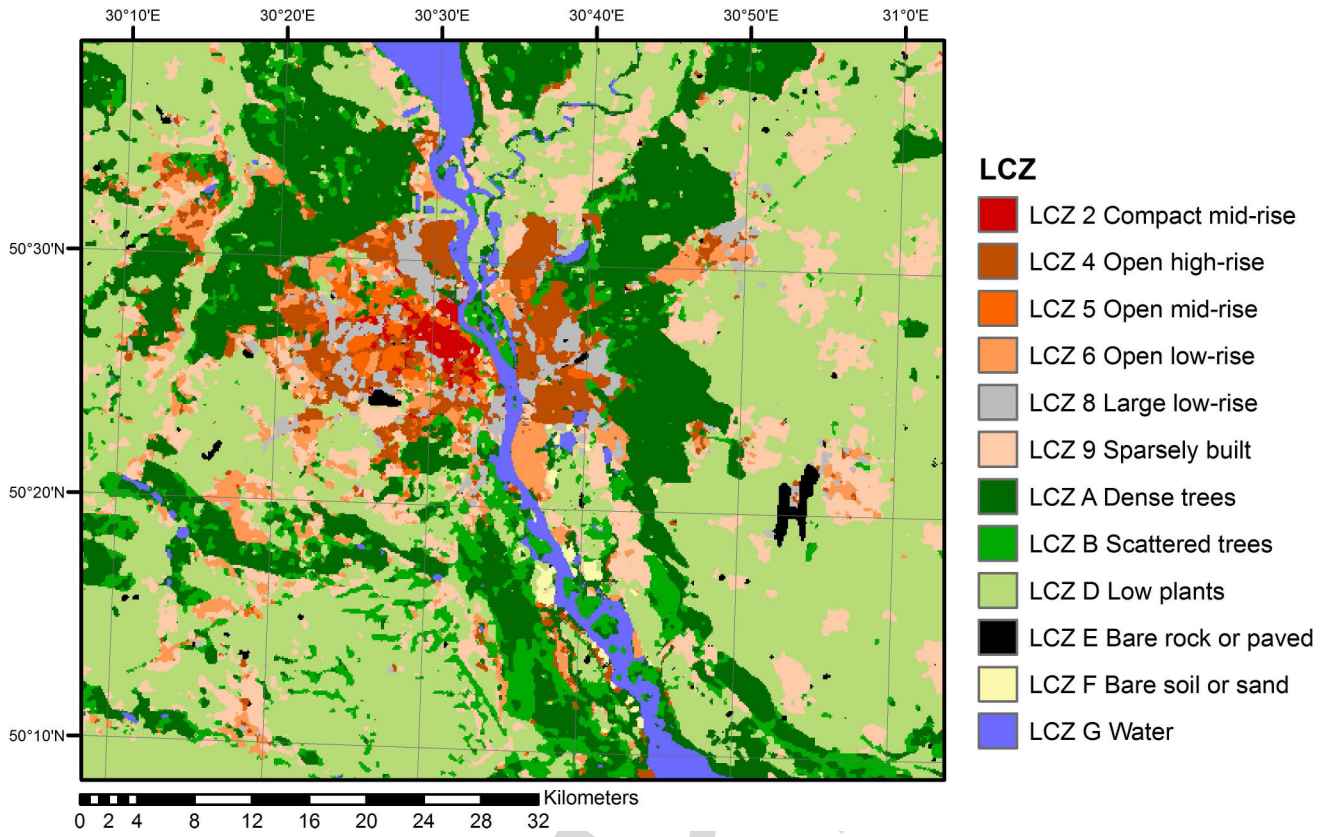 30°10'E 30°20'E 30°30'E 30°40'E 30°50'E 31°0'E
50°30'N
50°20'N
50°10'N
LCZ
LCZ 2 Compact mid-rise
LCZ 4 Open high-rise
LCZ 5 Open mid-rise
LCZ 6 Open low-rise
LCZ 8 Large low-rise
LCZ 9 Sparsely built
LCZ A Dense trees
LCZ B Scattered trees
LCZ D Low plants
LCZ E Bare rock or paved
LCZ F Bare soil or sand
LCZ G Water
Kilometers
0 2 4 8 12 16 20 24 28 32